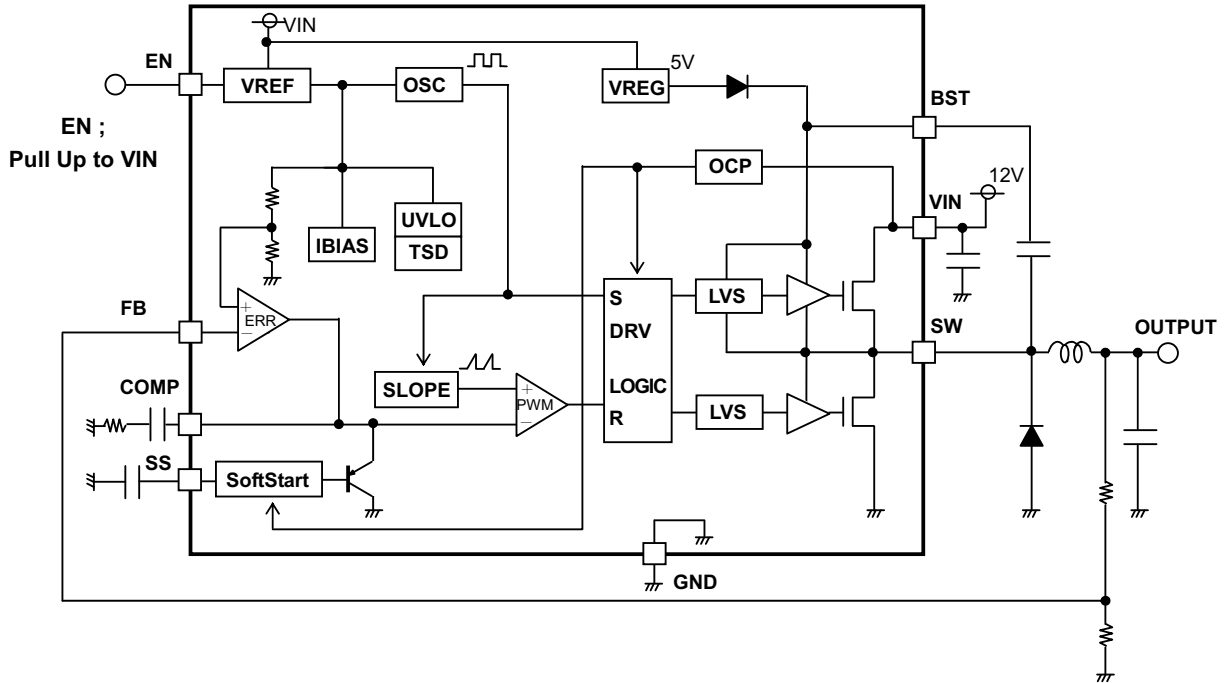 VIN
EN
VREF
OSC
5V
VREG
BST
EN ;
Pull Up to VIN
OCP
12V
VIN
UVLO
IBIAS
TSD
LVS
S
FB
+
ERR
−
DRV
SW
OUTPUT
COMP
SLOPE
+
PWM
−
LOGIC
R
LVS
SS
SoftStart
GND